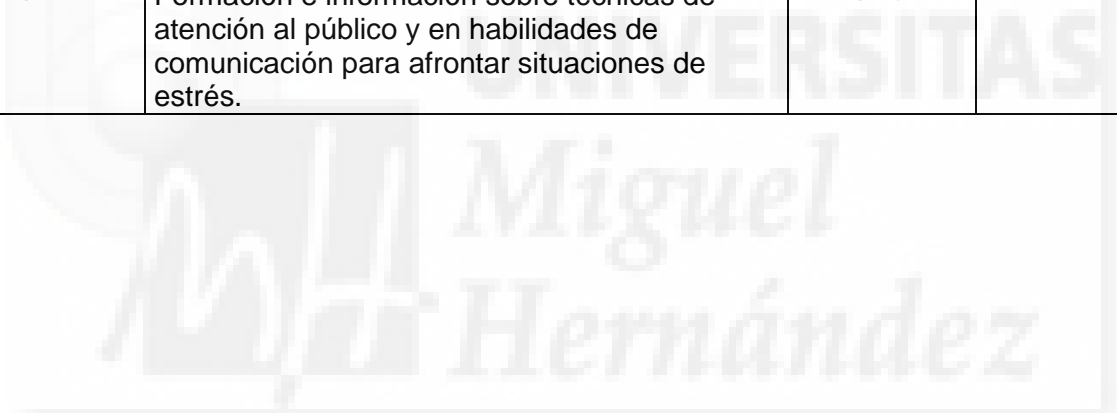 Formación e información sobre técnicas de
atención al público y en habilidades de
comunicación para afrontar situaciones de
estrés.
UNIVERSITAS
Miguel
Hernández